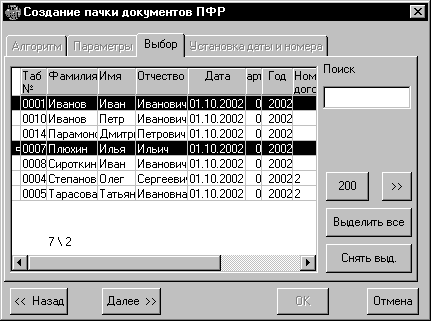 Создание пачки документов ПФР
Алгоритм Параметры Выбор Установка даты и номера
Таб № Фамилия Имя Отчество Дата арт Год Ном дого
0001 Иванов Иван Иванович 01.10.2002 0 2002
0010 Иванов Петр Иванович 01.10.2002 0 2002
0014 Парамоно Дмитри Петрович 01.10.2002 0 2002
0007 Плюхин Илья Ильич 01.10.2002 0 2002
0008 Сироткин Иван Иванович 01.10.2002 0 2002
0004 Степанов Олег Сергеевич 01.10.2002 0 2002 2
0005 Тарасова Татьян Ивановна 01.10.2002 0 2002 2
7 \ 2
Поиск
200 >>
Выделить все
Снять выд.
<< Назад Далее >> OK Отмена